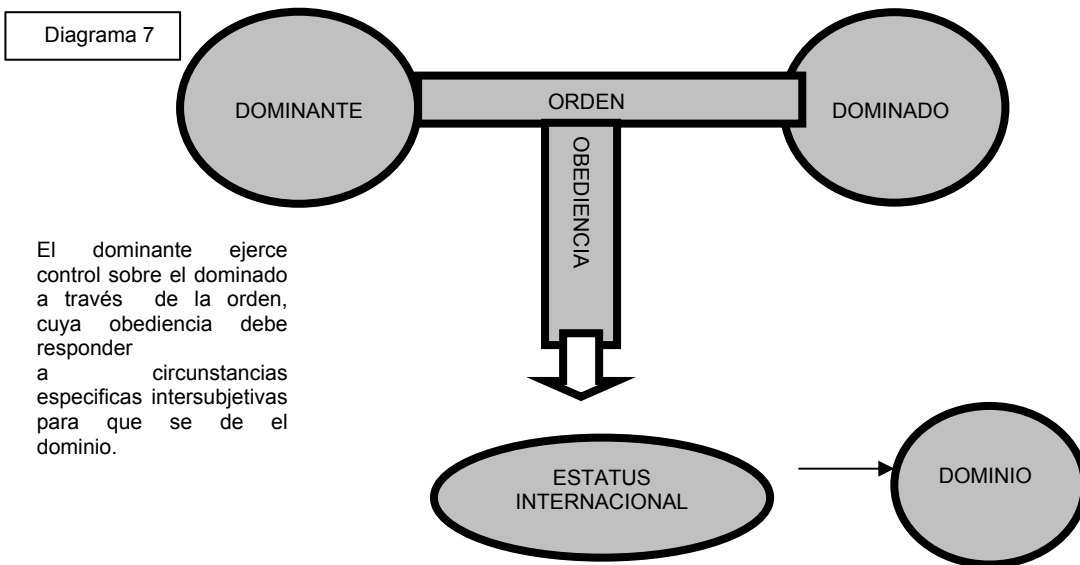 Diagrama 7
DOMINANTE
ORDEN
DOMINADO
OBEDIENCIA
El dominante ejerce
control sobre el dominado
a través de la orden,
cuya obediencia debe
responder
a circunstancias
especificas intersubjetivas
para que se de el
dominio.
ESTATUS
INTERNACIONAL
DOMINIO